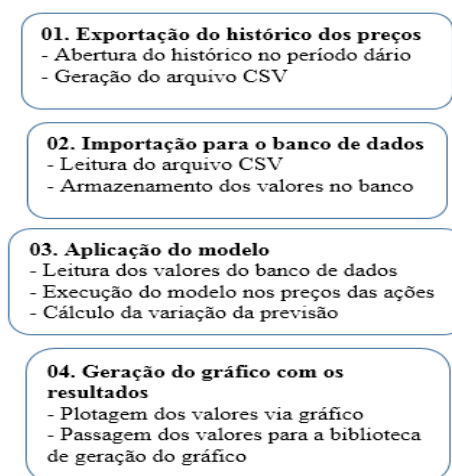 01. Exportação do histórico dos preços
- Abertura do histórico no período dário
- Geração do arquivo CSV
02. Importação para o banco de dados
- Leitura do arquivo CSV
- Armazenamento dos valores no banco
03. Aplicação do modelo
- Leitura dos valores do banco de dados
- Execução do modelo nos preços das ações
- Cálculo da variação da previsão
04. Geração do gráfico com os
resultados
- Plotagem dos valores via gráfico
- Passagem dos valores para a biblioteca
de geração do gráfico